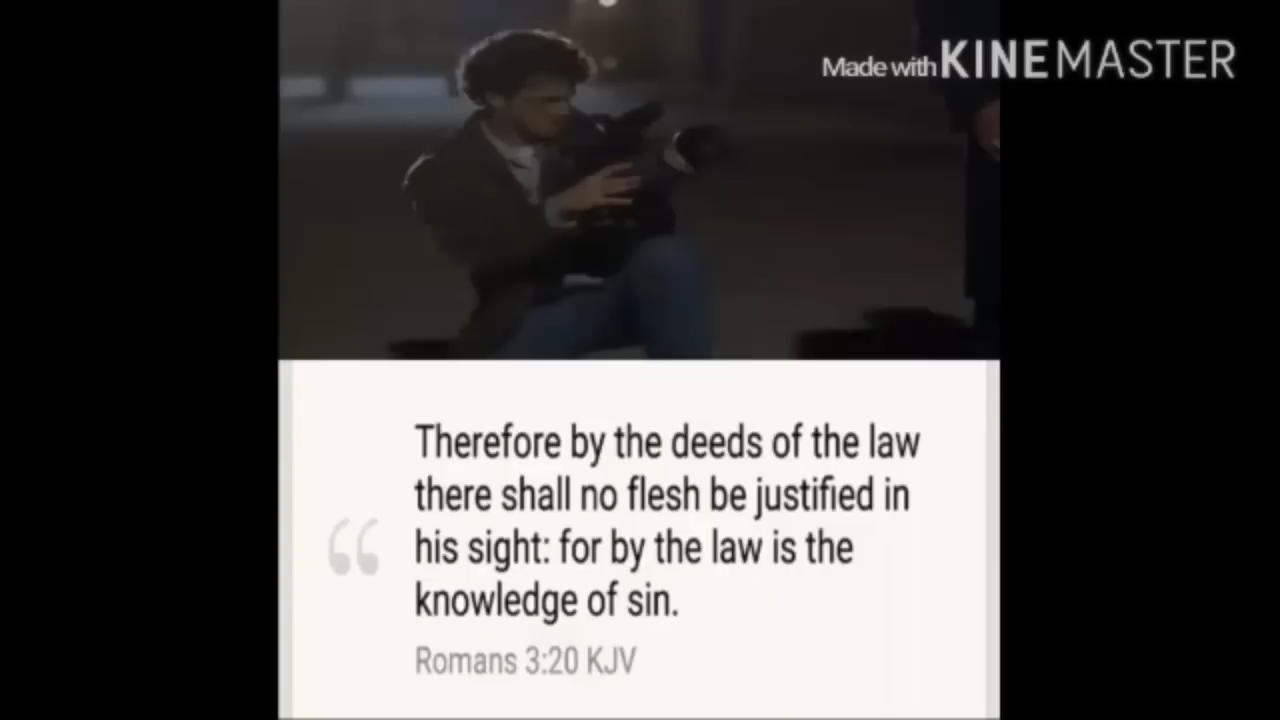 Made with KINEMASTER
Therefore by the deeds of the law
there shall no flesh be justified in
his sight: for by the law is the
knowledge of sin.
Romans 3:20 KJV